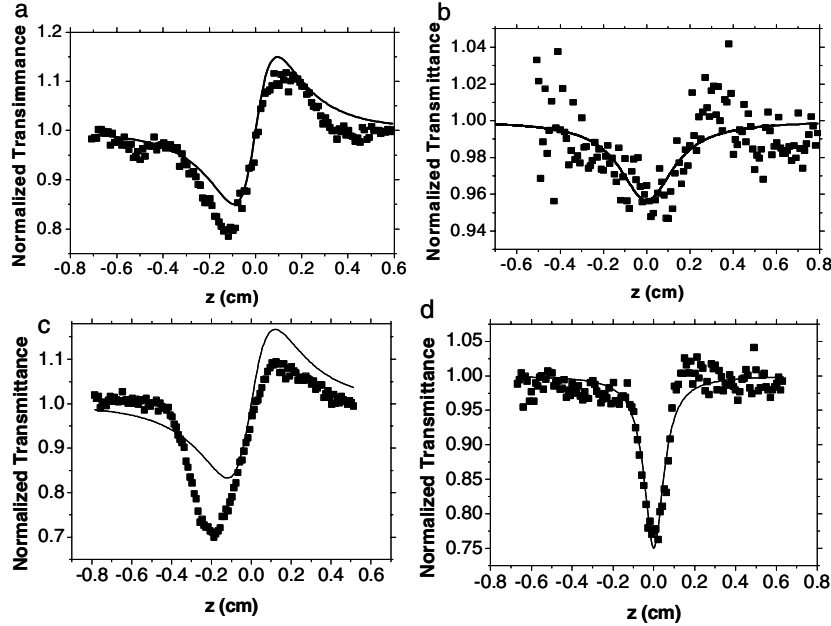 a
Normalized Transimmance
1.2
1.1
1.0
0.9
0.8
-0.8 -0.6 -0.4 -0.2 0.0 0.2 0.4 0.6
z (cm)
b
Normalized Transmittance
1.04
1.02
1.00
0.98
0.96
0.94
-0.6 -0.4 -0.2 0.0 0.2 0.4 0.6 0.8
z (cm)
c
Normalized Transmittance
1.1
1.0
0.9
0.8
0.7
-0.8 -0.6 -0.4 -0.2 0.0 0.2 0.4 0.6
z (cm)
d
Normalized Transmittance
1.05
1.00
0.95
0.90
0.85
0.80
0.75
-0.8 -0.6 -0.4 -0.2 0.0 0.2 0.4 0.6 0.8
z (cm)